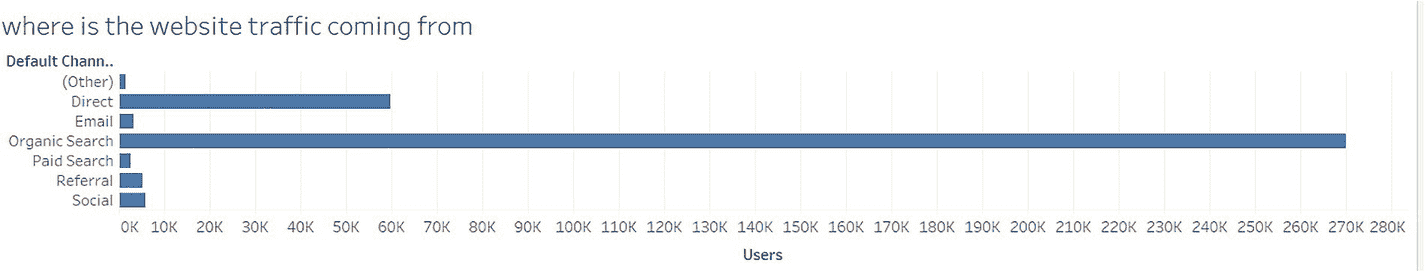 where is the website traffic coming from
Default Chann..
(Other)
Direct
Email
Organic Search
Paid Search
Referral
Social
0K 10K 20K 30K 40K 50K 60K 70K 80K 90K 100K 110K 120K 130K 140K 150K 160K 170K 180K 190K 200K 210K 220K 230K 240K 250K 260K 270K 280K
Users